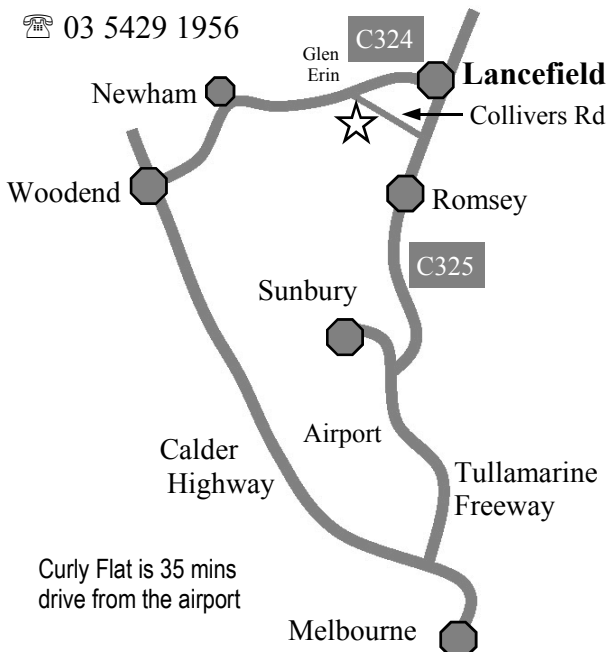 ☎ 03 5429 1956
C324
Glen
Erin
Lancefield
Newham
Collivers Rd
Woodend
Romsey
C325
Sunbury
Airport
Calder
Highway
Tullamarine
Freeway
Curly Flat is 35 mins
drive from the airport
Melbourne